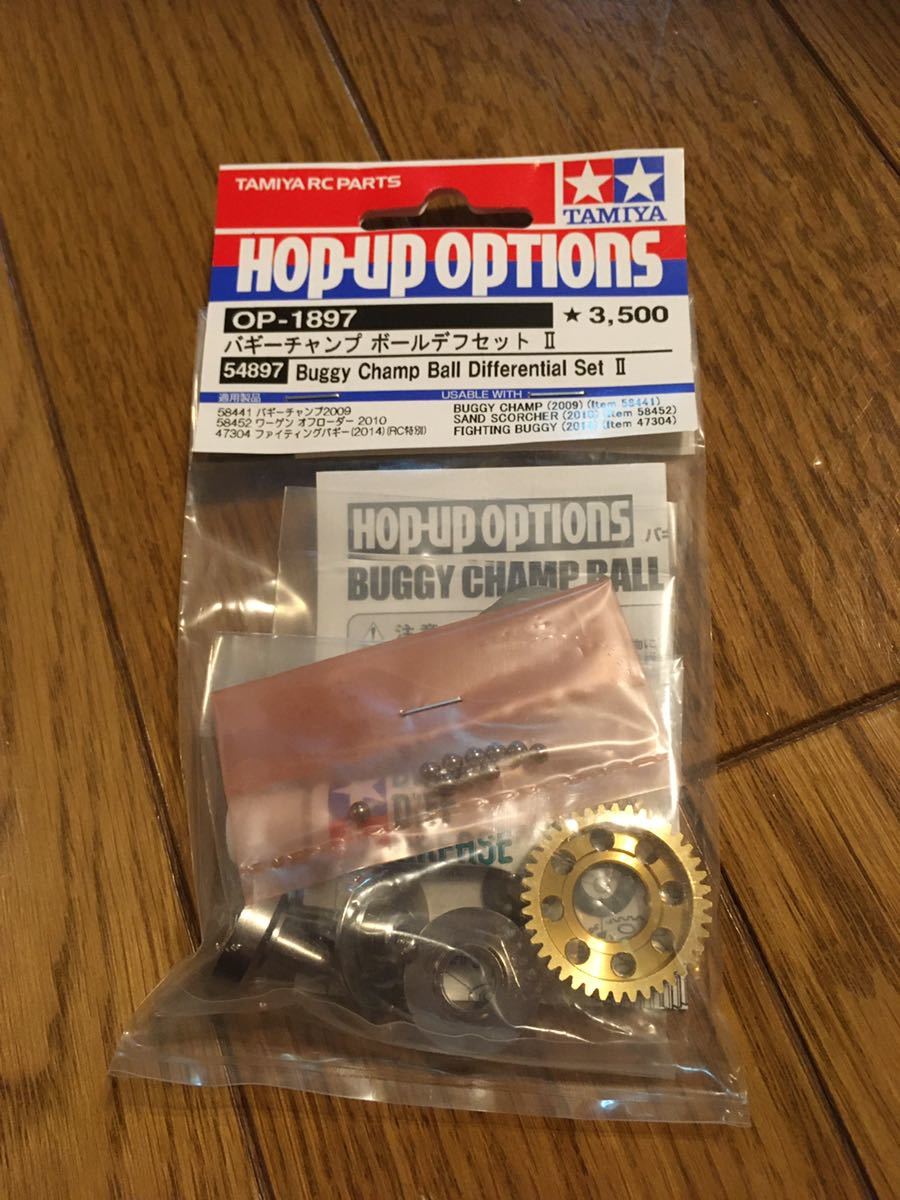 TAMIYA RC PARTS
TAMIYA
HOP-UP OPTIONS
OP-1897
★ 3,500
バギーチャンプ ボールデフセット II
54897 Buggy Champ Ball Differential Set II
適用製品
USABLE WITH
58441 バギーチャンプ2009
58452 ワーゲン オフローダー 2010
47304 ファイティングバギー(2014)(RC特別)
BUGGY CHAMP (2009) (Item 58441)
SAND SCORCHER (2010) (Item 58452)
FIGHTING BUGGY (2014) (Item 47304)
HOP-UP OPTIONS
BUGGY CHAMP BALL
注意
DIFF
GREASE